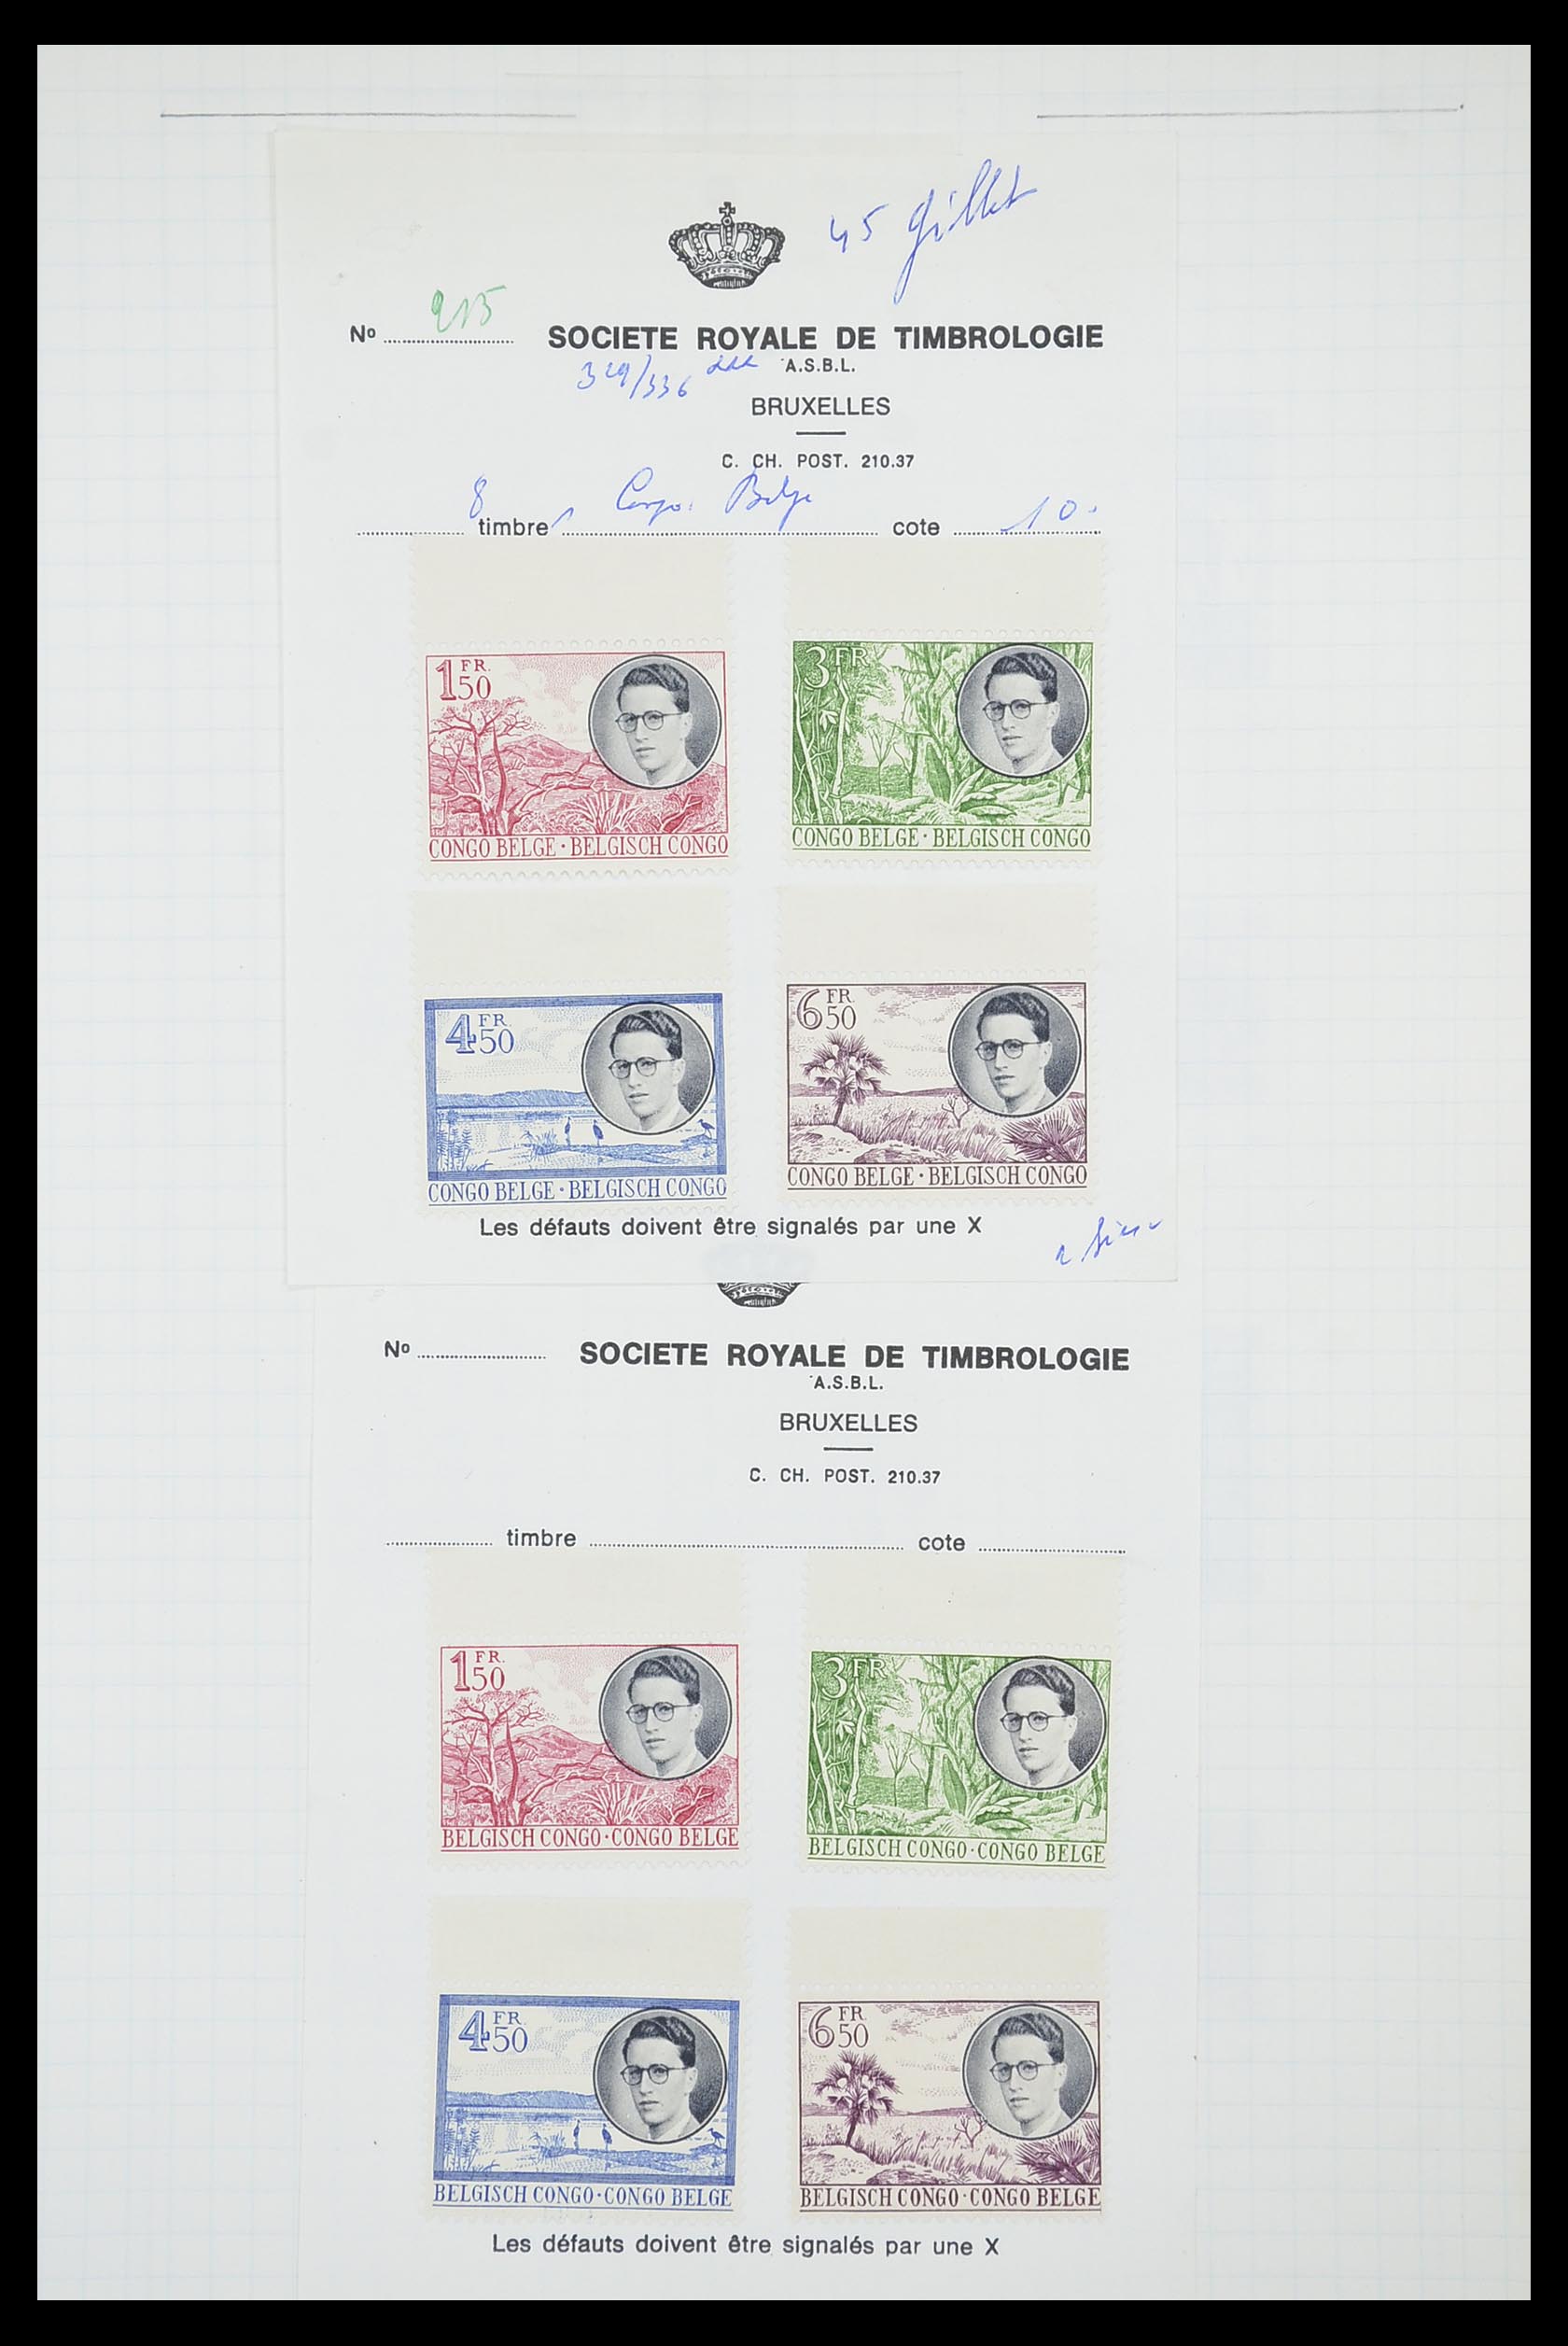 45 Gillet
No 215
SOCIETE ROYALE DE TIMBROLOGIE
329/336
A.S.B.L.
BRUXELLES
C. CH. POST. 210.37
8 timbre Congo Belge cote 10.
1 FR. 50
CONGO BELGE · BELGISCH CONGO
3 FR
CONGO BELGE · BELGISCH CONGO
4 FR 50
CONGO BELGE · BELGISCH CONGO
6 FR 50
CONGO BELGE · BELGISCH CONGO
Les défauts doivent être signalés par une X
No
SOCIETE ROYALE DE TIMBROLOGIE
A.S.B.L.
BRUXELLES
C. CH. POST. 210.37
timbre cote
1 FR. 50
BELGISCH CONGO · CONGO BELGE
3 FR
BELGISCH CONGO · CONGO BELGE
4 FR 50
BELGISCH CONGO · CONGO BELGE
6 FR 50
BELGISCH CONGO · CONGO BELGE
Les défauts doivent être signalés par une X